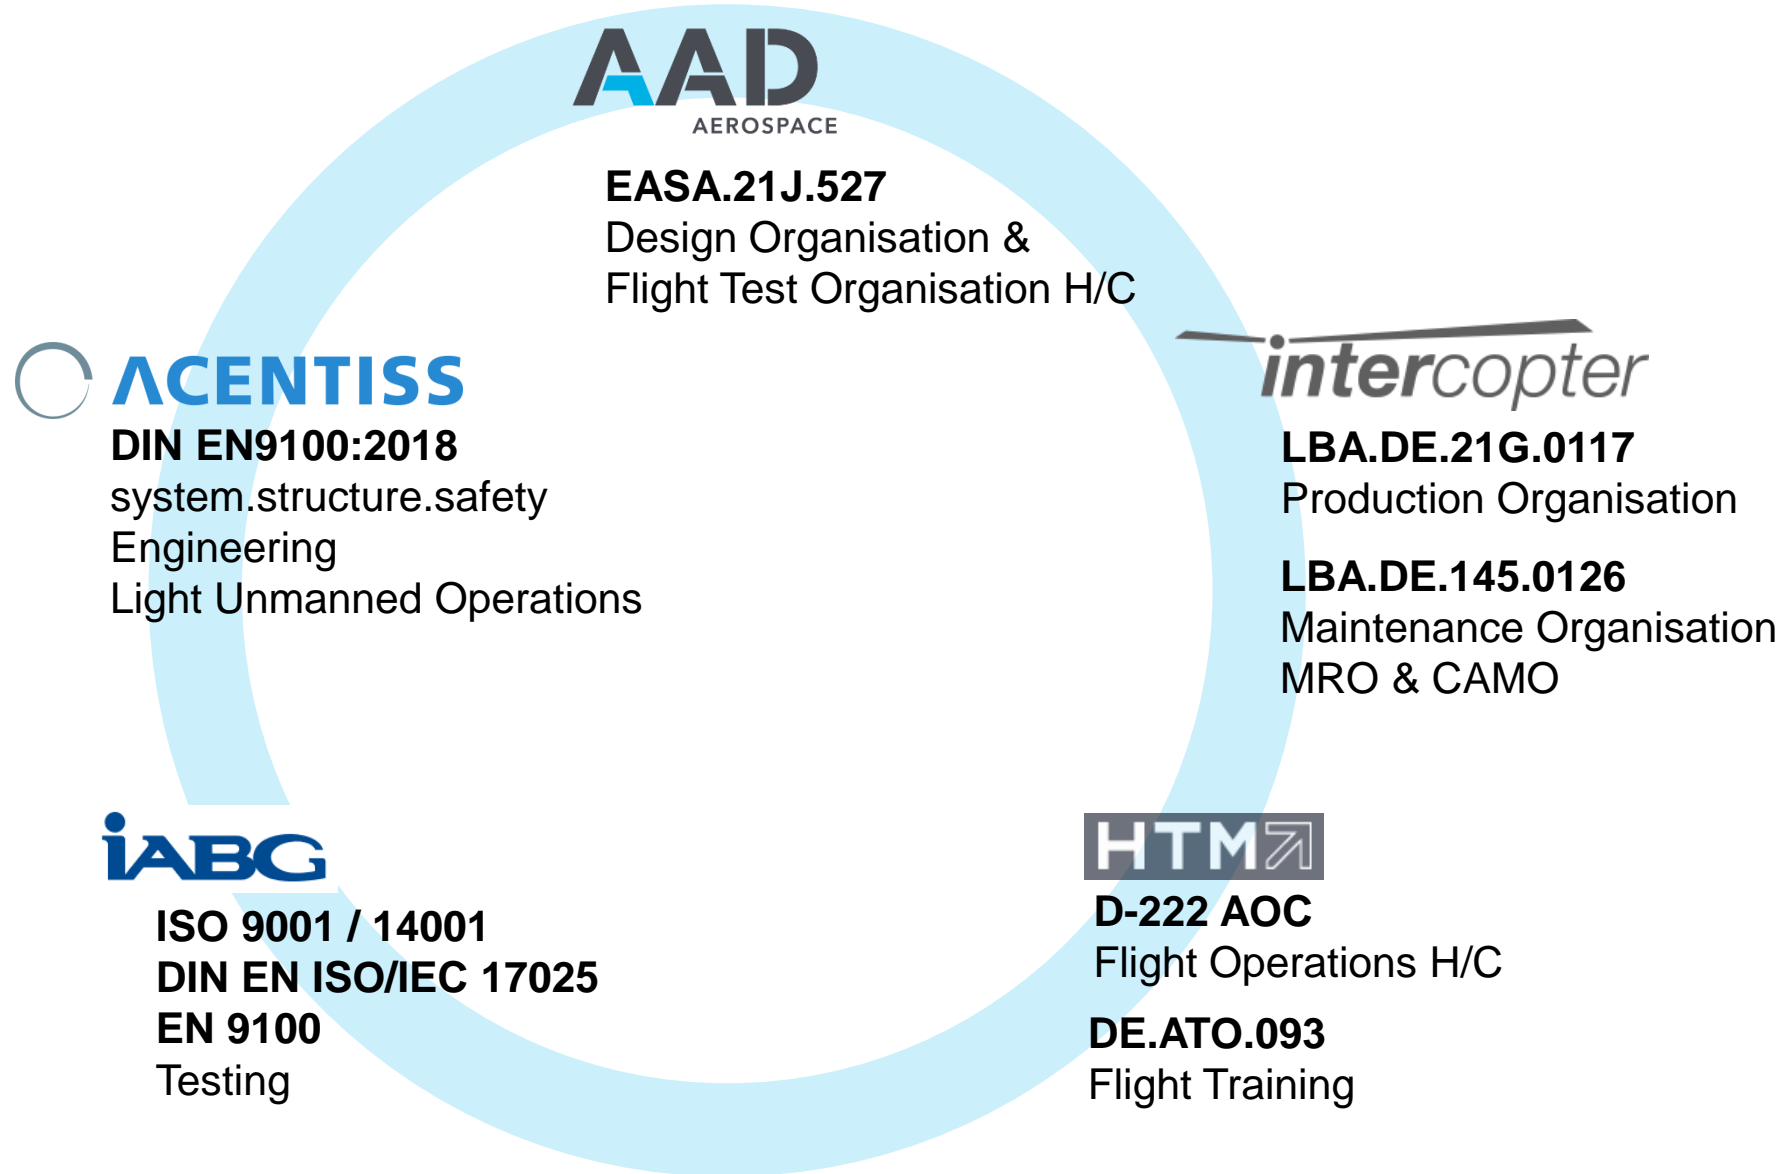 AAD
AEROSPACE
EASA.21J.527
Design Organisation &
Flight Test Organisation H/C
ACENTISS
DIN EN9100:2018
system.structure.safety
Engineering
Light Unmanned Operations
intercopter
LBA.DE.21G.0117
Production Organisation
LBA.DE.145.0126
Maintenance Organisation
MRO & CAMO
iABG
ISO 9001 / 14001
DIN EN ISO/IEC 17025
EN 9100
Testing
HTM
D-222 AOC
Flight Operations H/C
DE.ATO.093
Flight Training